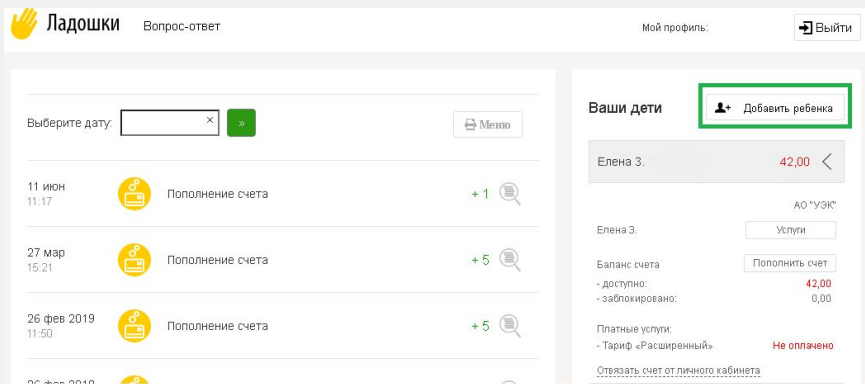 Ладошки Вопрос-ответ Мой профиль: Выйти
Выберите дату: × » Меню
11 июн
11:17
Пополнение счета + 1
27 мар
15:21
Пополнение счета + 5
26 фев 2019
11:50
Пополнение счета + 5
26 фев 2019
Ваши дети Добавить ребенка
Елена З. 42,00
АО "УЭК"
Елена З. Услуги
Баланс счета Пополнить счет
- доступно: 42,00
- заблокировано: 0,00
Платные услуги:
- Тариф «Расширенный» Не оплачено
Отвязать счет от личного кабинета